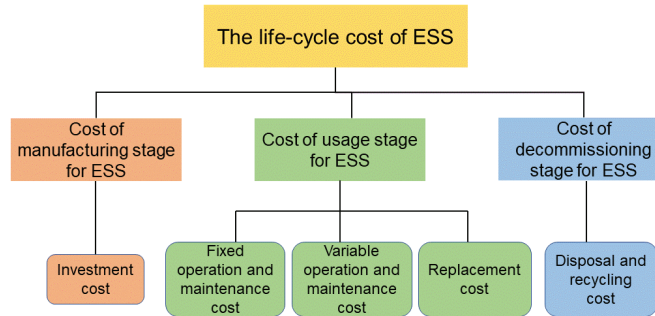 The life-cycle cost of ESS
Cost of
manufacturing stage
for ESS
Cost of usage stage
for ESS
Cost of
decommissioning
stage for ESS
Investment
cost
Fixed
operation and
maintenance
cost
Variable
operation and
maintenance
cost
Replacement
cost
Disposal and
recycling
cost